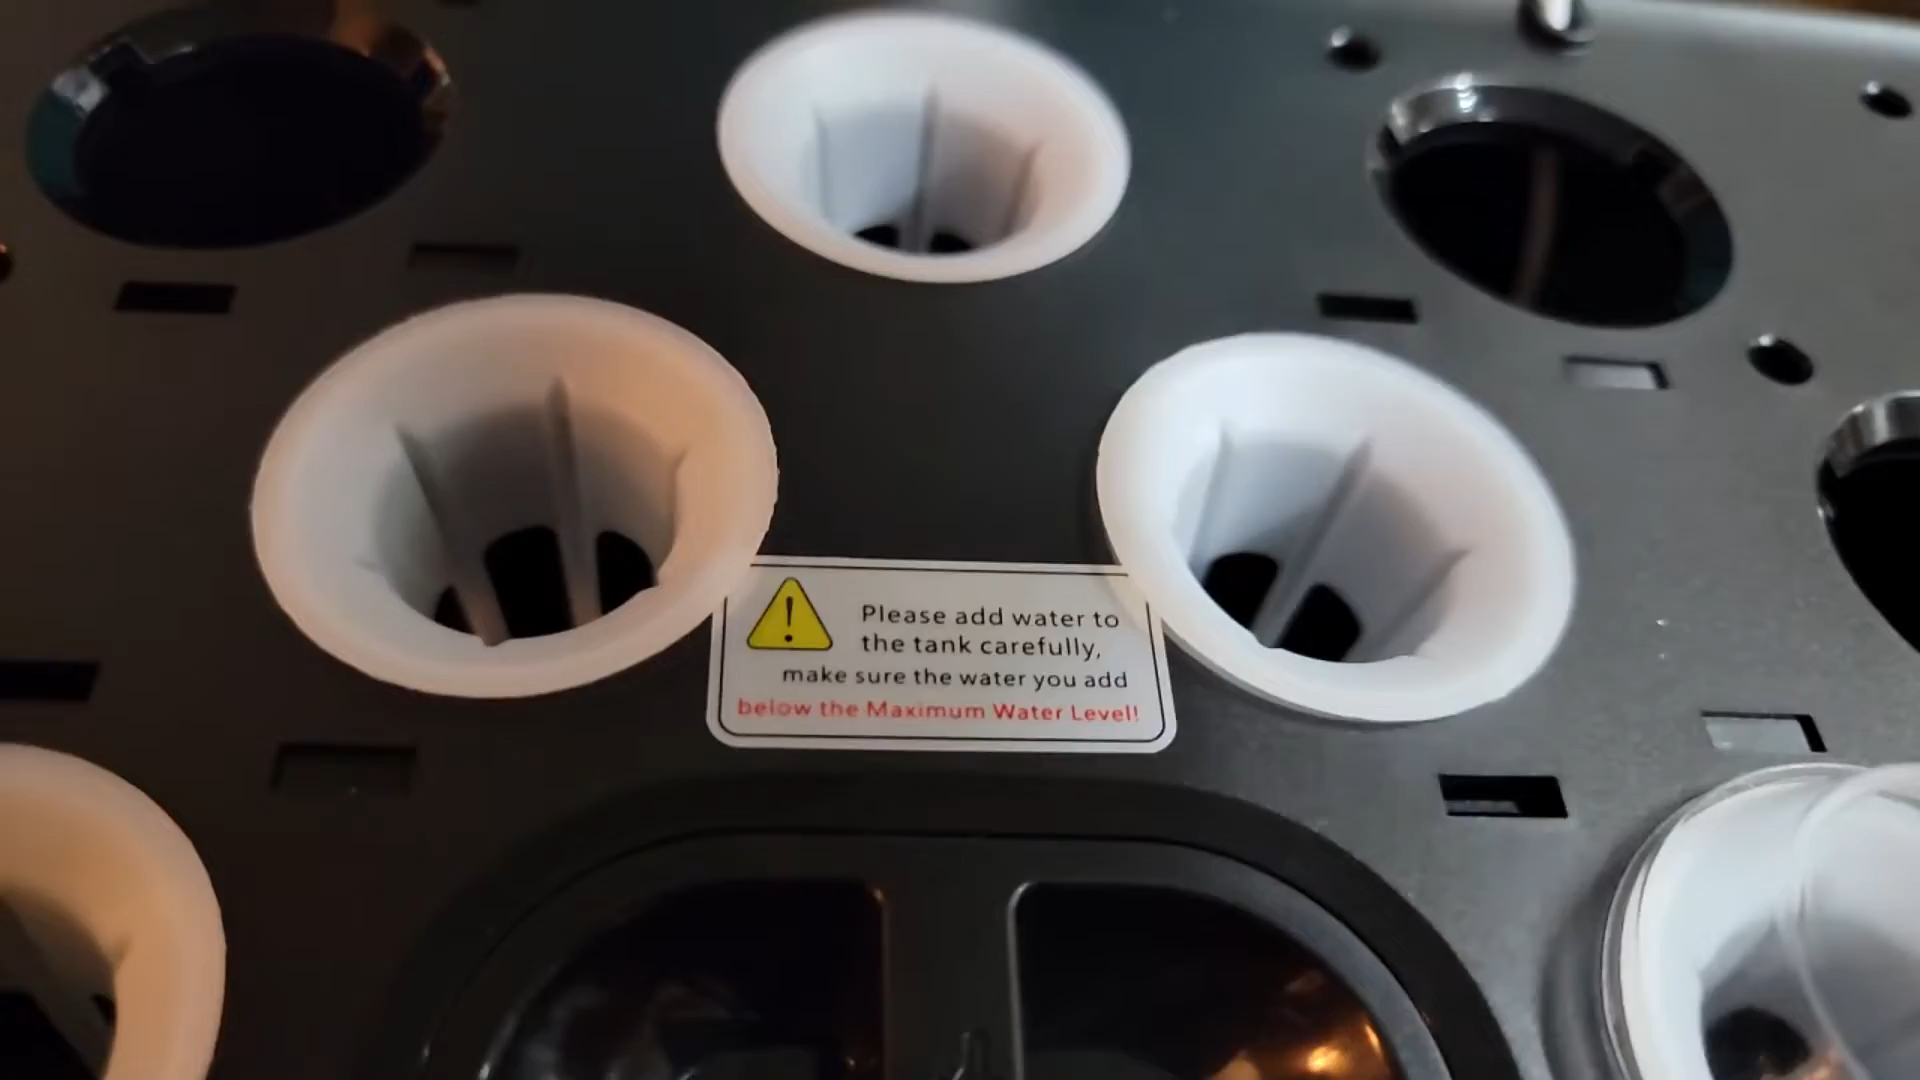 Please add water to
the tank carefully,
make sure the water you add
below the Maximum Water Level!